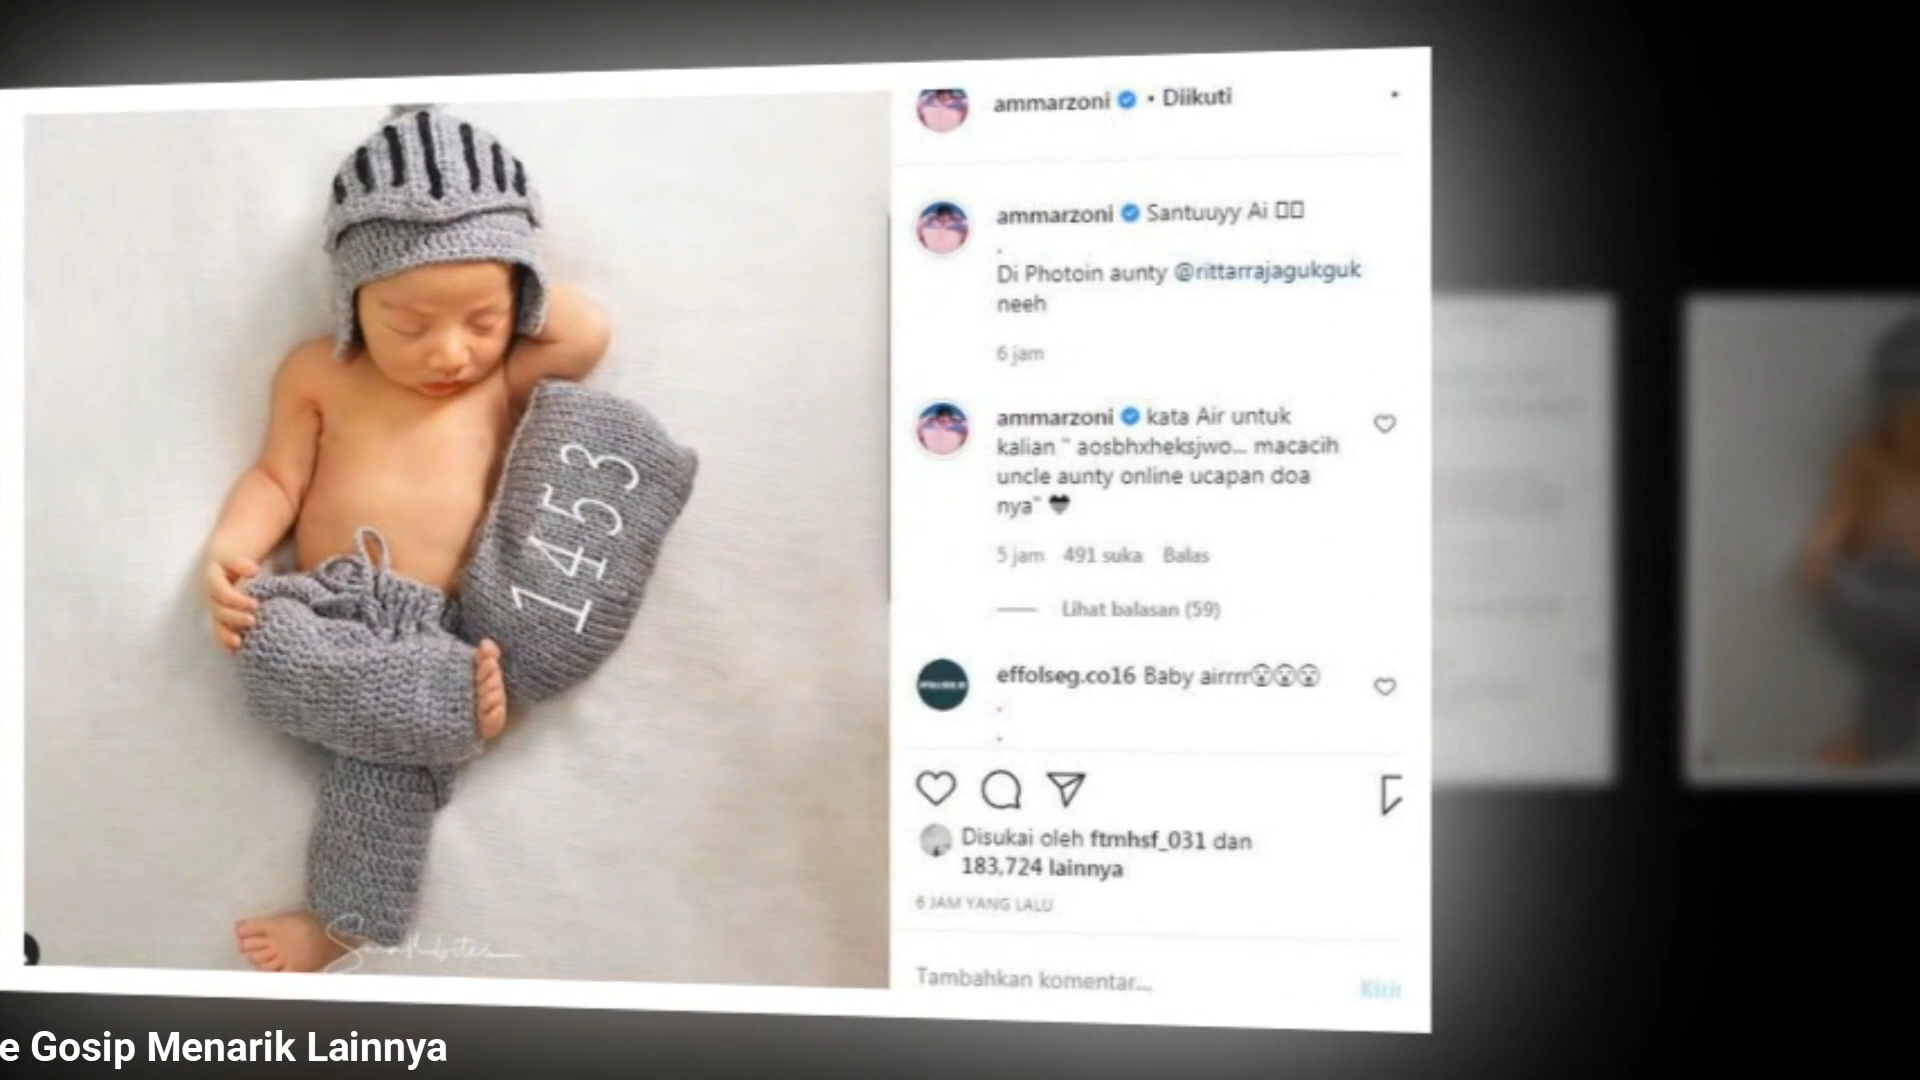 ammarzoni • Diikuti
ammarzoni Santuuyy Ai
.
Di Photoin aunty @rittarrajagukguk
neeh
6 jam
ammarzoni kata Air untuk
kalian " aosbhxheksjwo... macacih
uncle aunty online ucapan doa
nya" 🖤
5 jam 491 suka Balas
Lihat balasan (59)
effolseg.co16 Baby airrrr😮😮😮
.
.
Disukai oleh ftmhsf_031 dan
183,724 lainnya
6 JAM YANG LALU
Tambahkan komentar...
1453
e Gosip Menarik Lainnya